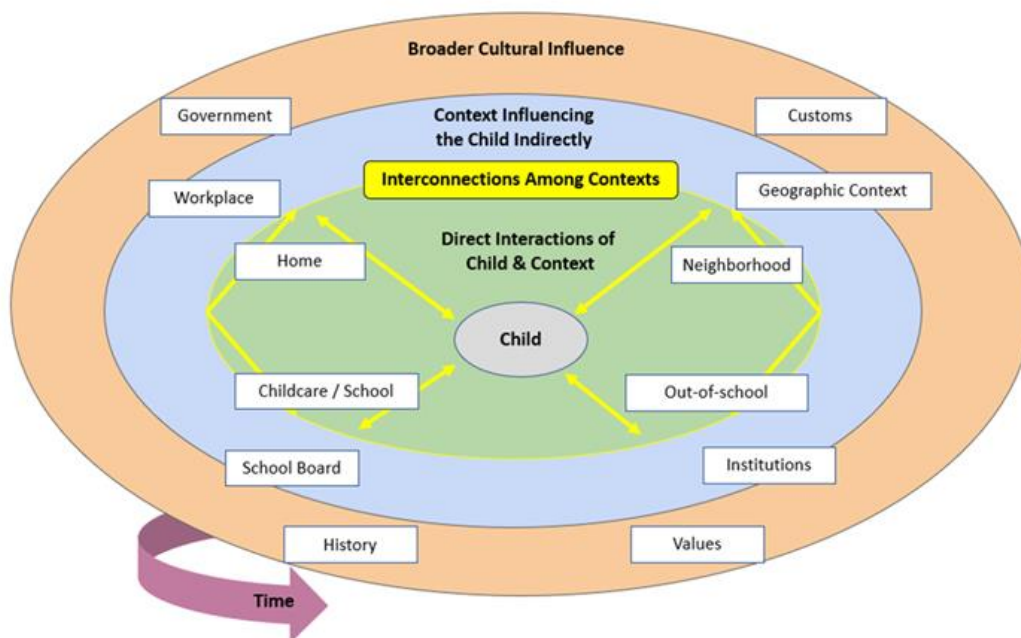 Broader Cultural Influence
Government
Customs
Context Influencing
the Child Indirectly
Interconnections Among Contexts
Workplace
Geographic Context
Direct Interactions of
Child & Context
Home
Neighborhood
Child
Childcare / School
Out-of-school
School Board
Institutions
History
Values
Time